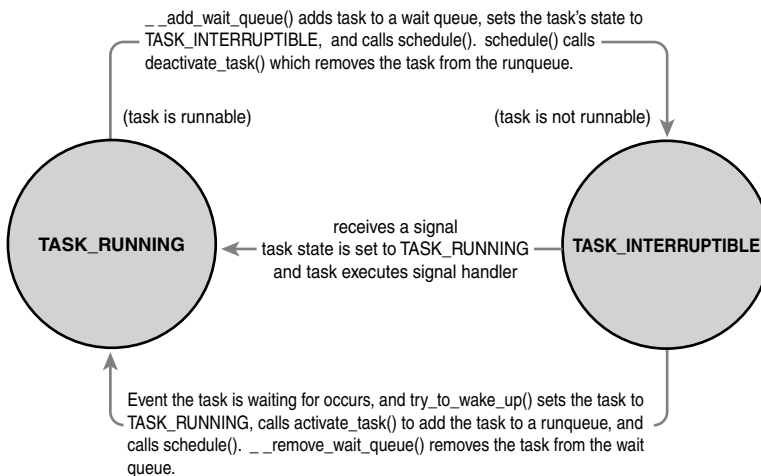 _ _add_wait_queue() adds task to a wait queue, sets the task's state to
TASK_INTERRUPTIBLE, and calls schedule(). schedule() calls
deactivate_task() which removes the task from the runqueue.
(task is runnable)
(task is not runnable)
TASK_RUNNING
receives a signal
task state is set to TASK_RUNNING
and task executes signal handler
TASK_INTERRUPTIBLE
Event the task is waiting for occurs, and try_to_wake_up() sets the task to
TASK_RUNNING, calls activate_task() to add the task to a runqueue, and
calls schedule(). _ _remove_wait_queue() removes the task from the wait
queue.